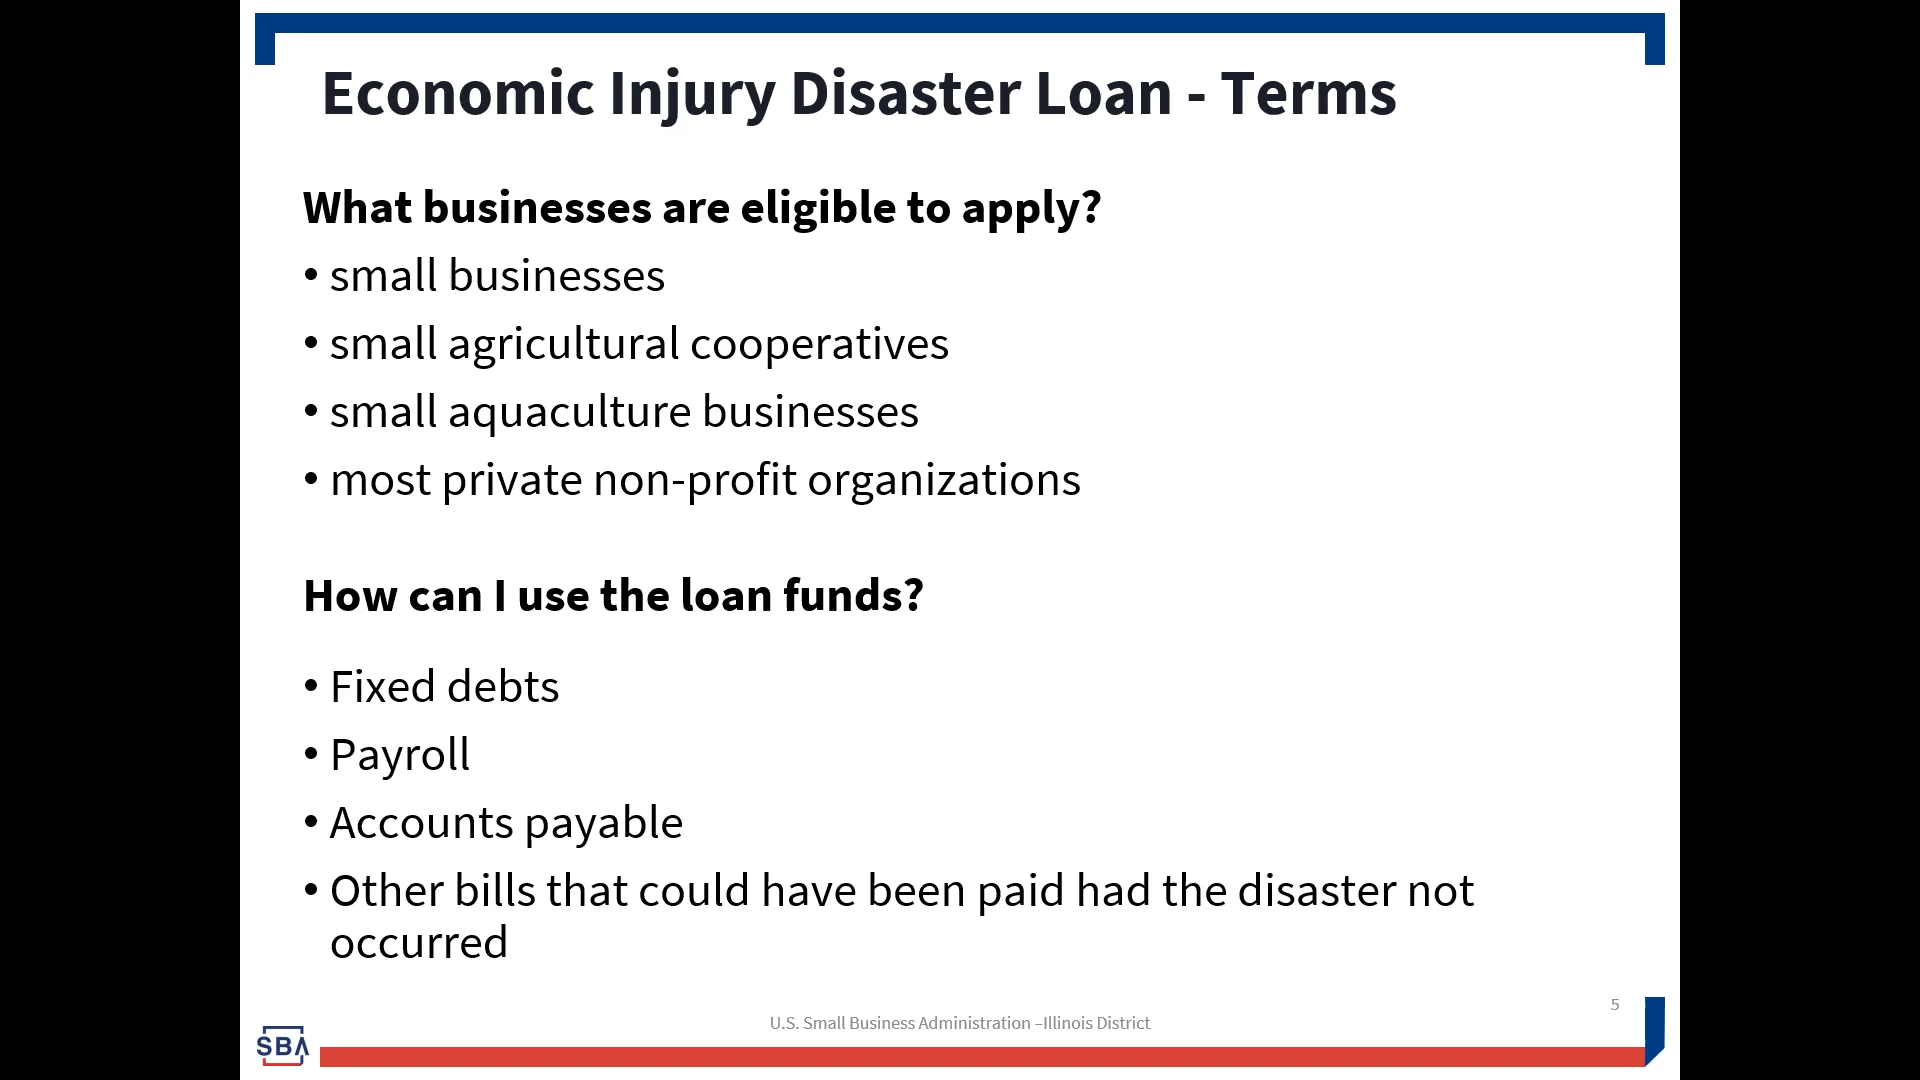 Economic Injury Disaster Loan - Terms
What businesses are eligible to apply?
• small businesses
• small agricultural cooperatives
• small aquaculture businesses
• most private non-profit organizations
How can I use the loan funds?
• Fixed debts
• Payroll
• Accounts payable
• Other bills that could have been paid had the disaster not
occurred
5
U.S. Small Business Administration –Illinois District
SBA